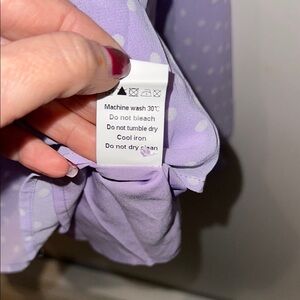 Machine wash 30°C
Do not bleach
Do not tumble dry
Cool iron
Do not dry clean